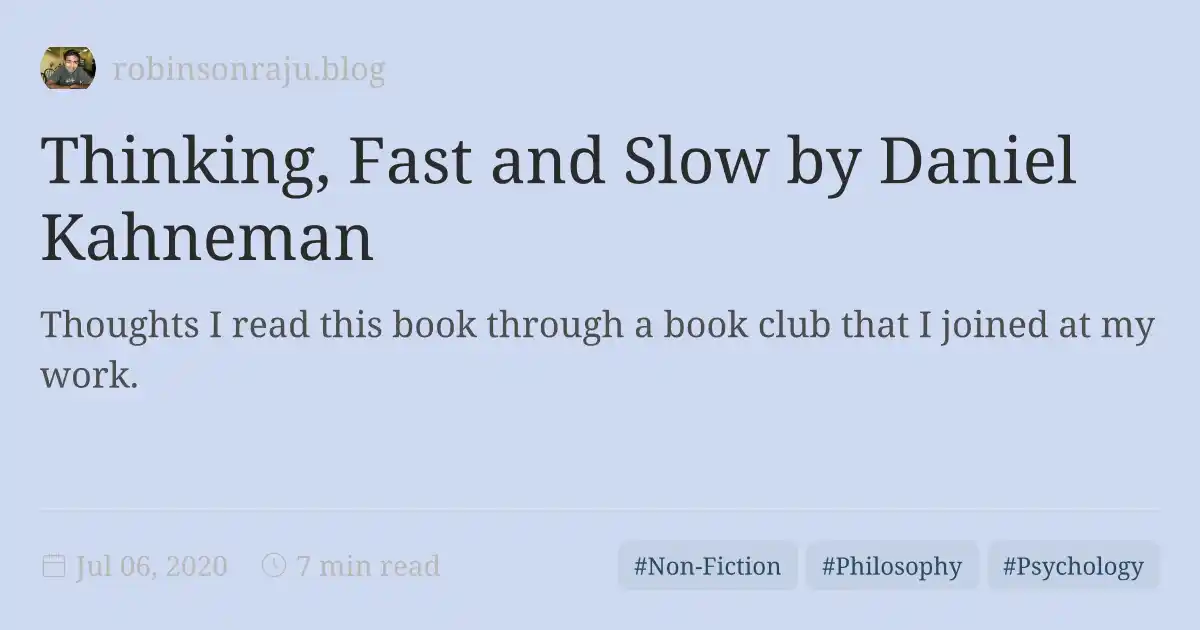 robinsonraju.blog
Thinking, Fast and Slow by Daniel
Kahneman
Thoughts I read this book through a book club that I joined at my
work.
Jul 06, 2020 7 min read #Non-Fiction #Philosophy #Psychology